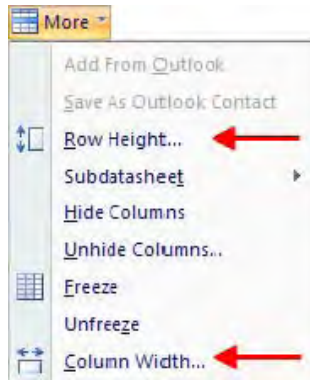 More
Add From Outlook
Save As Outlook Contact
Row Height...
Subdatasheet
Hide Columns
Unhide Columns...
Freeze
Unfreeze
Column Width...